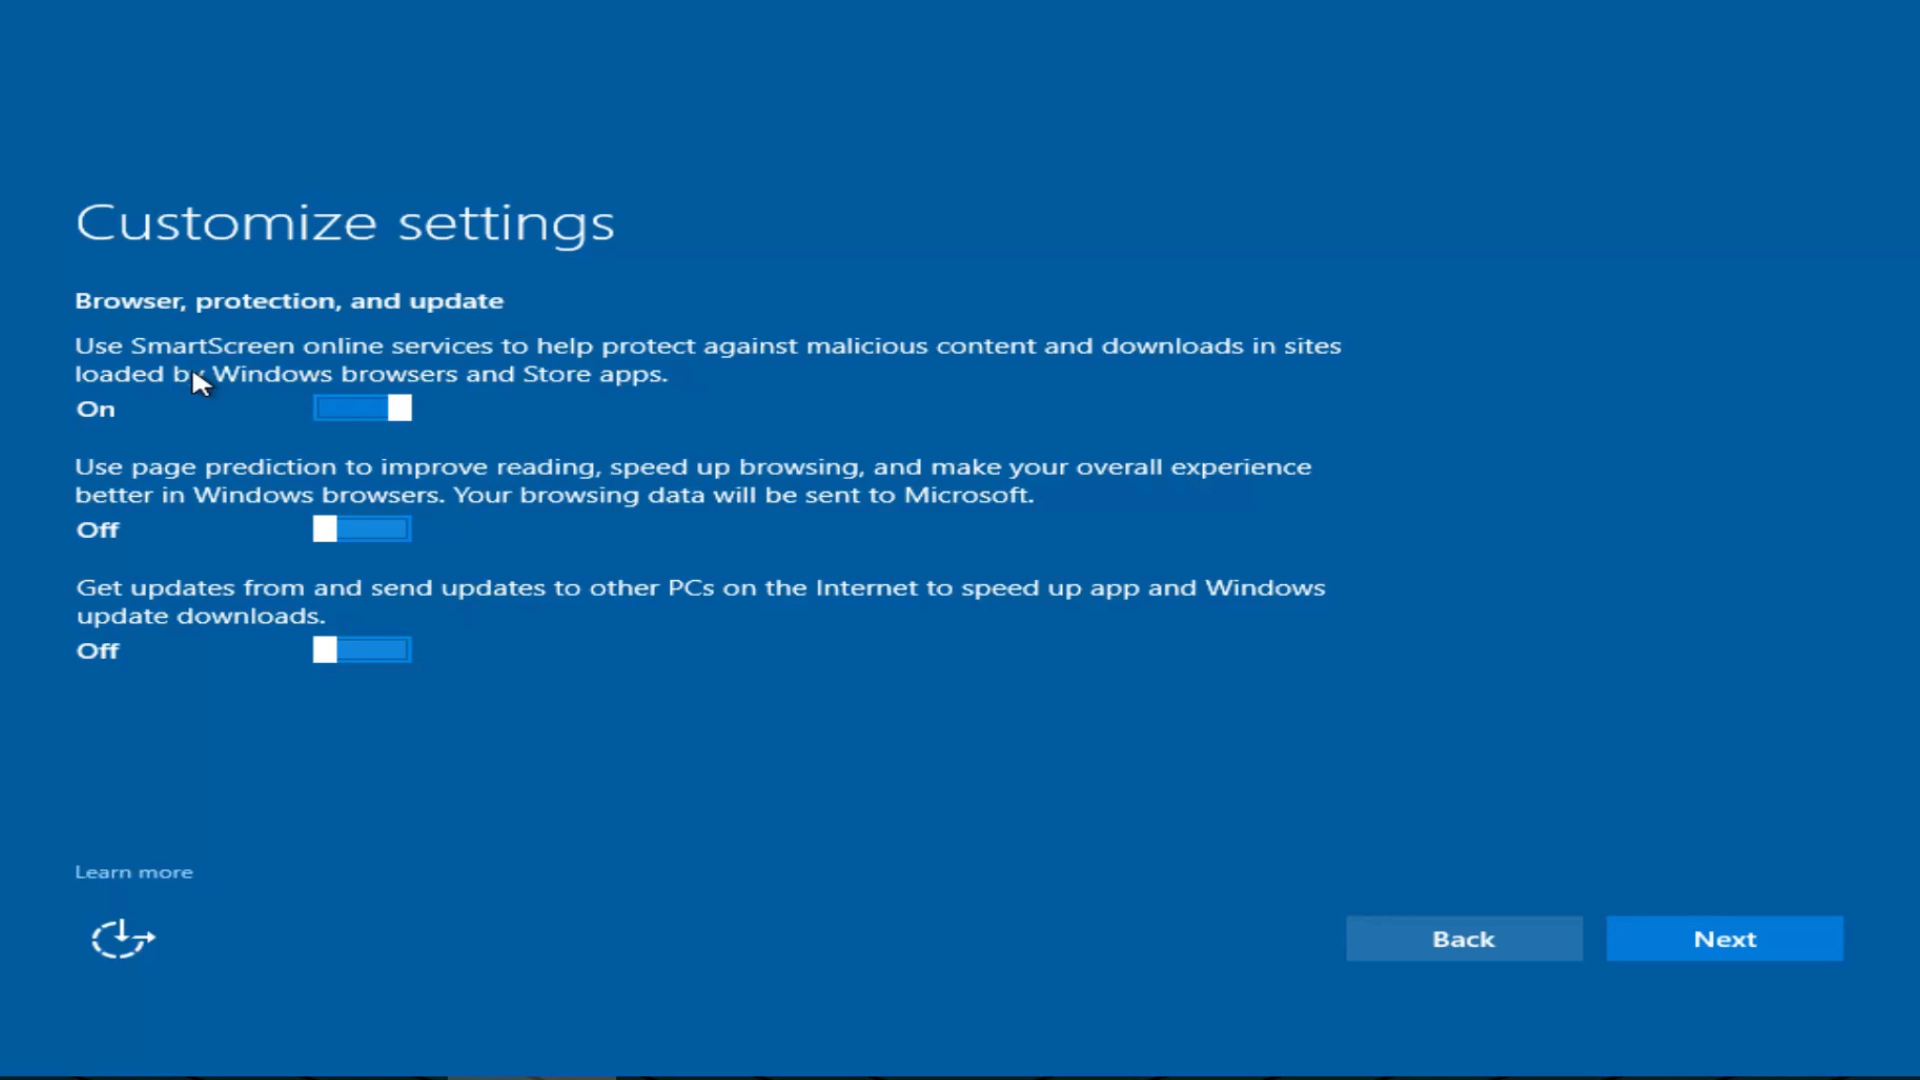 Customize settings
Browser, protection, and update
Use SmartScreen online services to help protect against malicious content and downloads in sites
loaded by Windows browsers and Store apps.
On
Use page prediction to improve reading, speed up browsing, and make your overall experience
better in Windows browsers. Your browsing data will be sent to Microsoft.
Off
Get updates from and send updates to other PCs on the Internet to speed up app and Windows
update downloads.
Off
Learn more
Back
Next